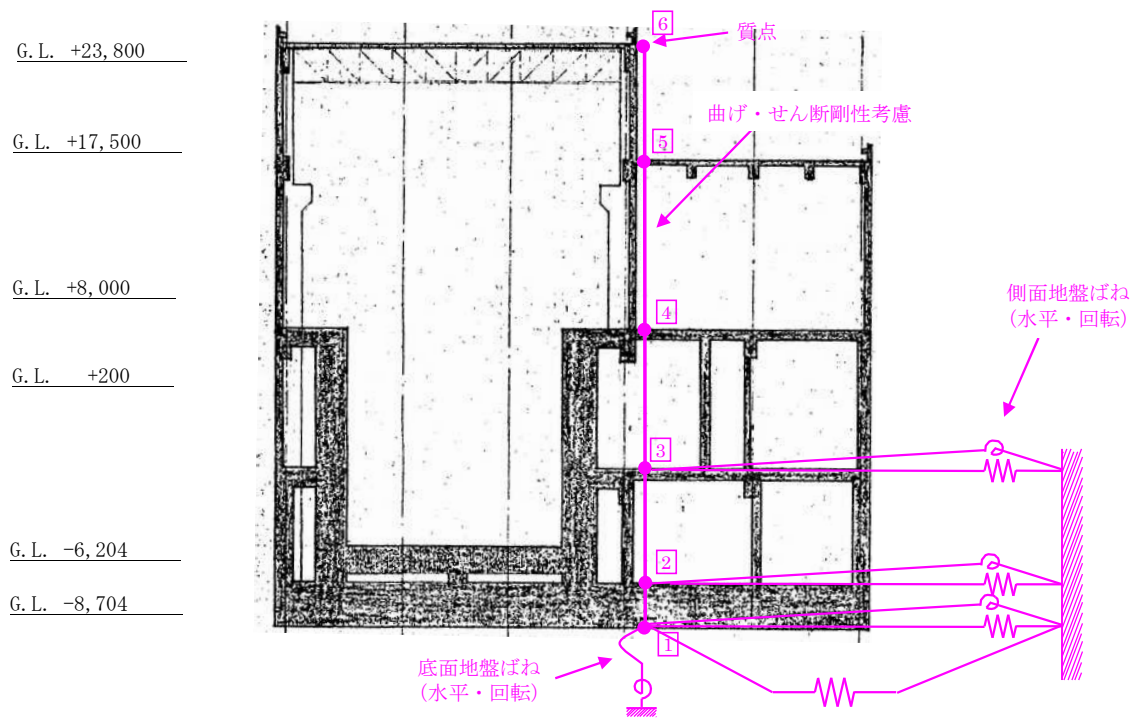 6
質点
G.L. +23,800
曲げ・せん断剛性考慮
5
G.L. +17,500
側面地盤ばね
(水平・回転)
G.L. +8,000
4
G.L. +200
3
G.L. -6,204
2
G.L. -8,704
1
底面地盤ばね
(水平・回転)